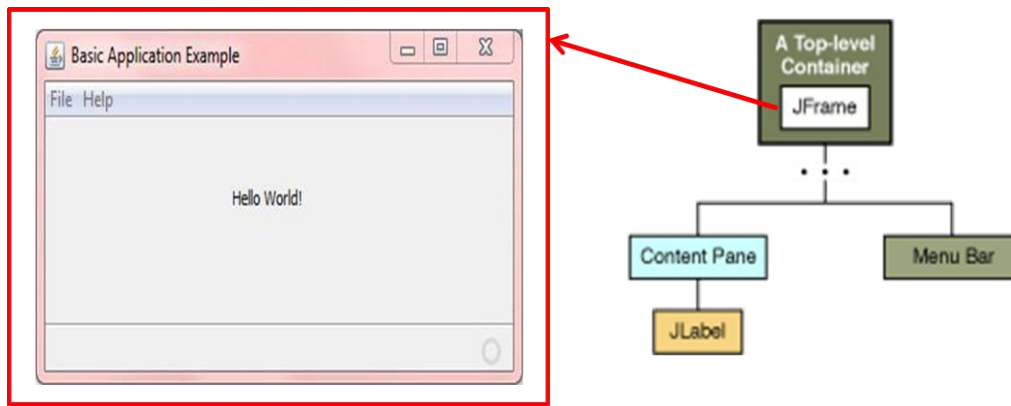 Basic Application Example
File Help
Hello World!
A Top-level
Container
JFrame
Content Pane
Menu Bar
JLabel